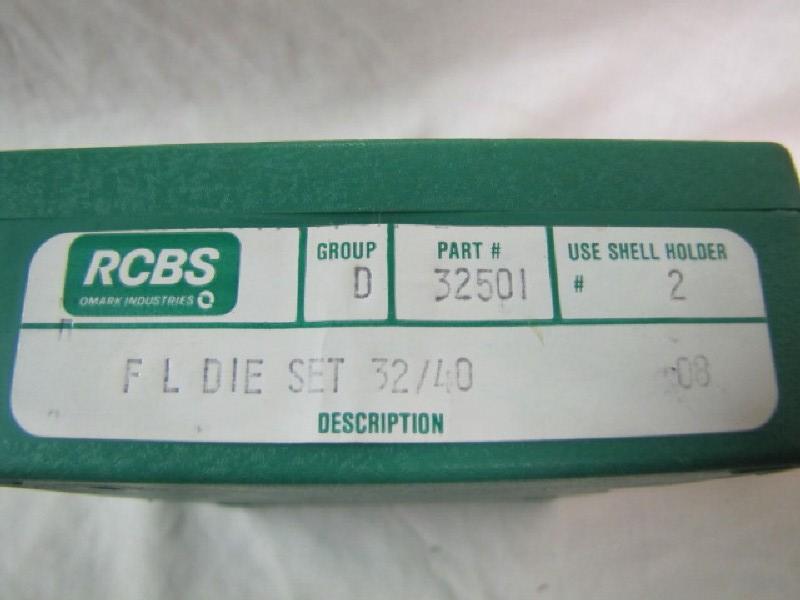 RCBS
OMARK INDUSTRIES
GROUP
D
PART #
32501
USE SHELL HOLDER
# 2
F L DIE SET 32/40 08
DESCRIPTION